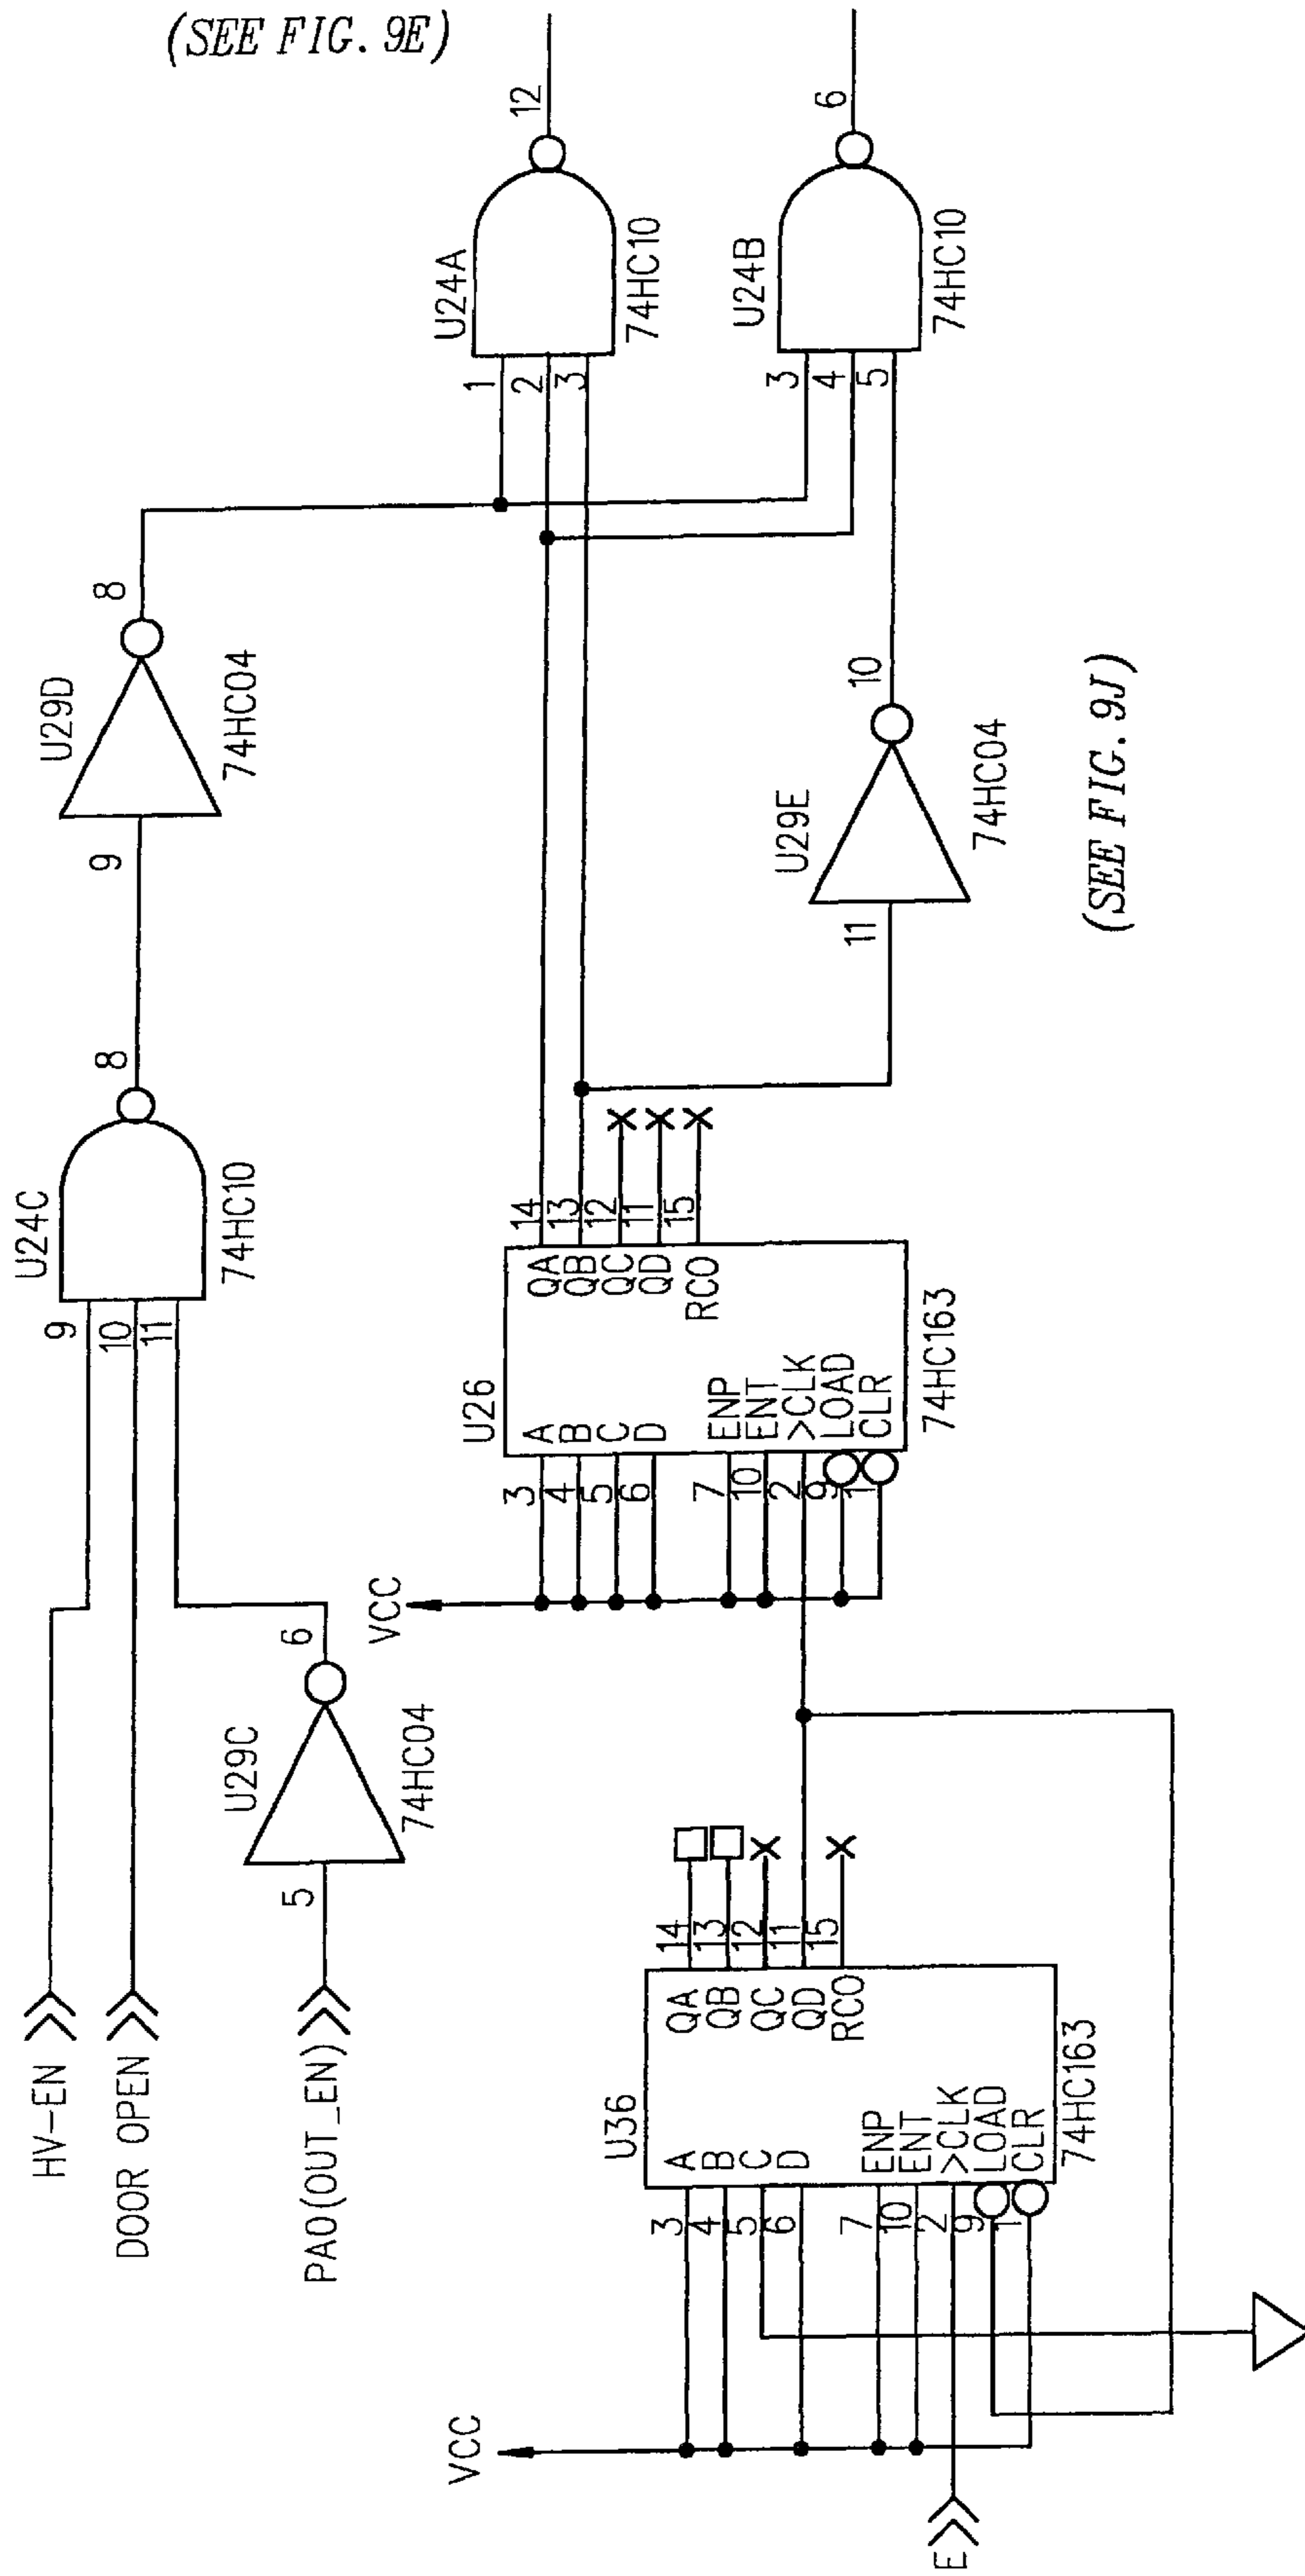 (SEE FIG. 9E)
HV-EN
DOOR OPEN
PA0(OUT_EN)
5
U29C
6
74HC04
9
10
11
U24C
8
74HC10
9
U29D
8
74HC04
1
2
3
U24A
12
74HC10
3
4
5
U24B
6
74HC10
VCC
E
U36
3
4
5
6
7
10
2
9
1
A
B
C
D
ENP
ENT
>CLK
LOAD
CLR
QA
QB
QC
QD
RCO
14
13
12
11
15
74HC163
VCC
U26
3
4
5
6
7
10
2
9
1
A
B
C
D
ENP
ENT
>CLK
LOAD
CLR
QA
QB
QC
QD
RCO
14
13
12
11
15
74HC163
11
U29E
10
74HC04
(SEE FIG. 9J)